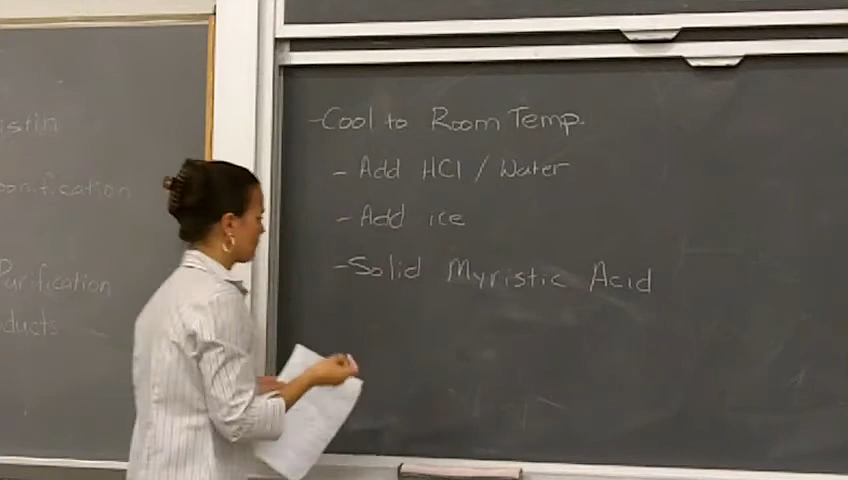 Purification
-Cool to Room Temp.
- Add HCl / Water
- Add ice
- Solid Myristic Acid